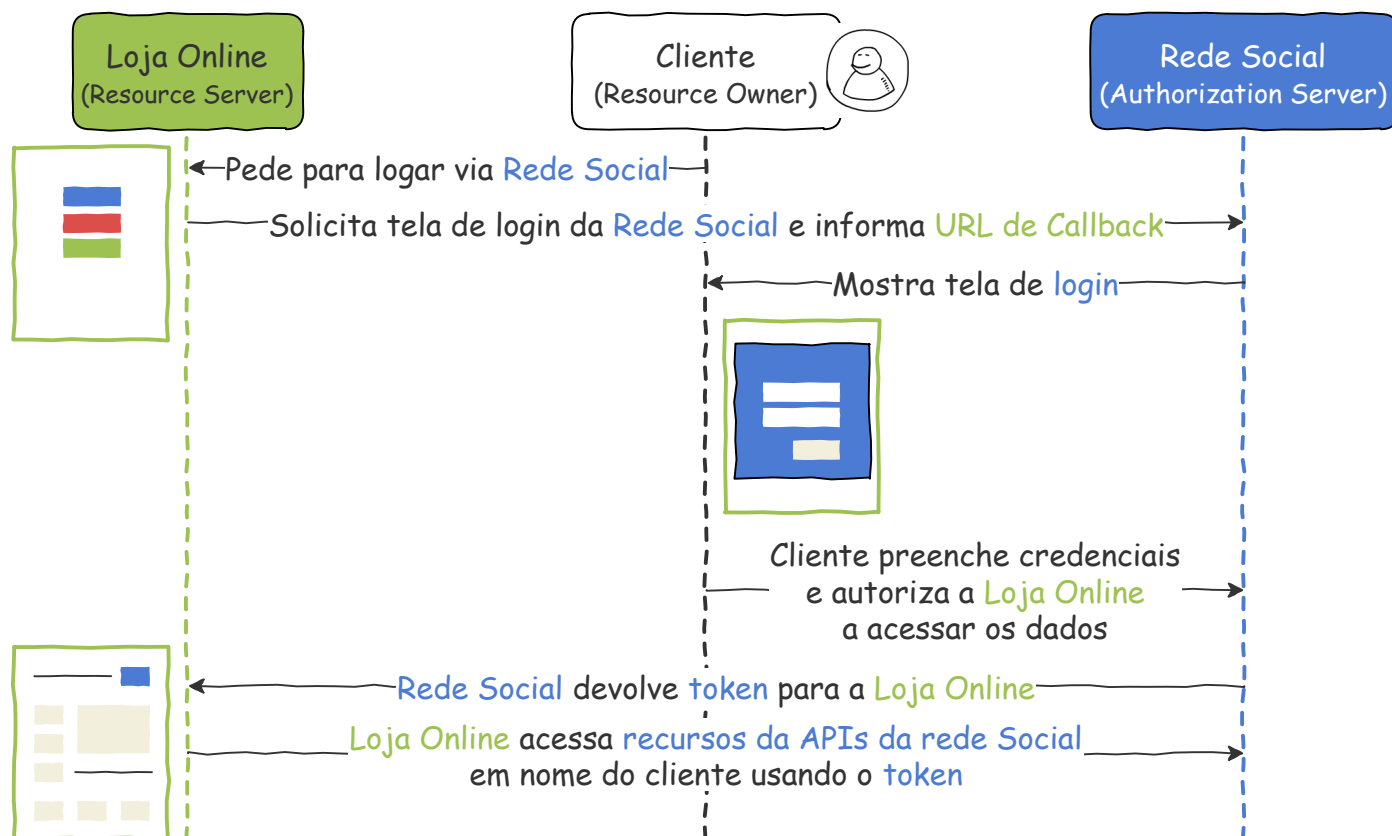 Loja Online
(Resource Server)
Cliente
(Resource Owner)
Rede Social
(Authorization Server)
Pede para logar via Rede Social
Solicita tela de login da Rede Social e informa URL de Callback
Mostra tela de login
Cliente preenche credenciais
e autoriza a Loja Online
a acessar os dados
Rede Social devolve token para a Loja Online
Loja Online acessa recursos da APIs da rede Social
em nome do cliente usando o token